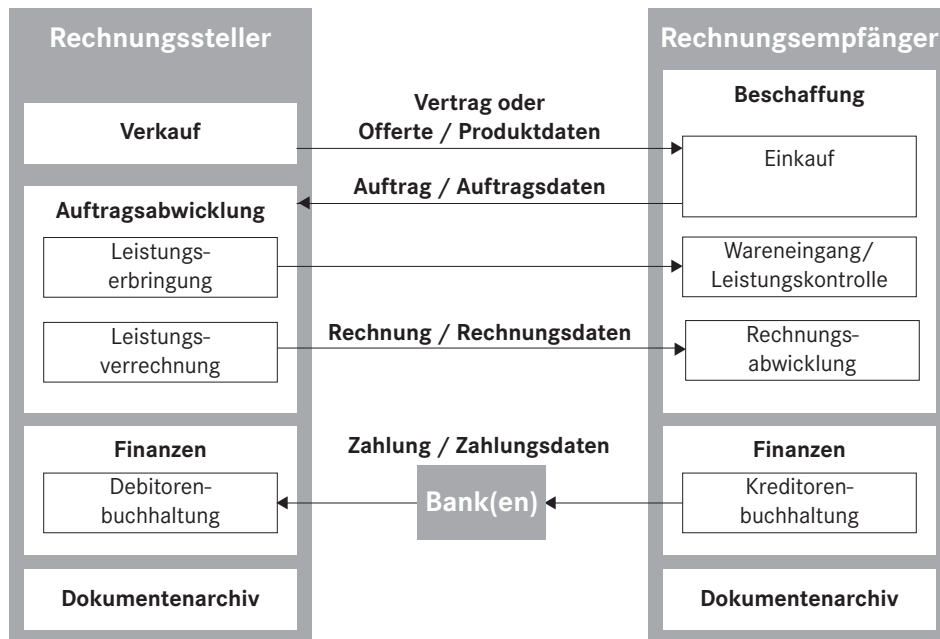 Rechnungssteller
Rechnungsempfänger
Verkauf
Vertrag oder
Offerte / Produktdaten
Beschaffung
Einkauf
Auftrag / Auftragsdaten
Auftragsabwicklung
Leistungs-
erbringung
Wareneingang/
Leistungskontrolle
Leistungs-
verrechnung
Rechnung / Rechnungsdaten
Rechnungs-
abwicklung
Finanzen
Debitoren-
buchhaltung
Zahlung / Zahlungsdaten
Bank(en)
Finanzen
Kreditoren-
buchhaltung
Dokumentenarchiv
Dokumentenarchiv